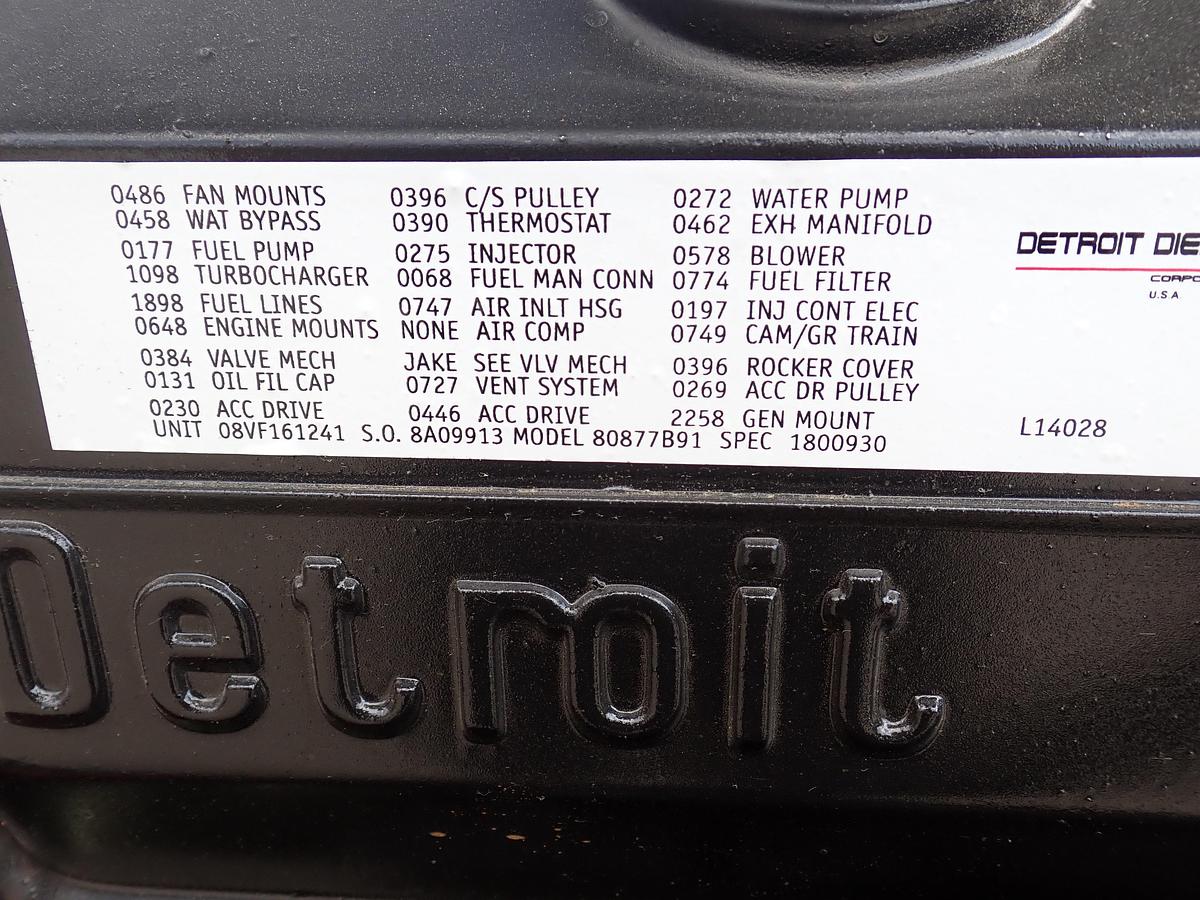 0486 FAN MOUNTS 0396 C/S PULLEY 0272 WATER PUMP
0458 WAT BYPASS 0390 THERMOSTAT 0462 EXH MANIFOLD
0177 FUEL PUMP 0275 INJECTOR 0578 BLOWER
1098 TURBOCHARGER 0068 FUEL MAN CONN 0774 FUEL FILTER
1898 FUEL LINES 0747 AIR INLT HSG 0197 INJ CONT ELEC
0648 ENGINE MOUNTS NONE AIR COMP 0749 CAM/GR TRAIN
0384 VALVE MECH JAKE SEE VLV MECH 0396 ROCKER COVER
0131 OIL FIL CAP 0727 VENT SYSTEM 0269 ACC DR PULLEY
0230 ACC DRIVE 0446 ACC DRIVE 2258 GEN MOUNT
UNIT 08VF161241 S.O. 8A09913 MODEL 80877B91 SPEC 1800930
DETROIT DIE
CORPO
U.S.A
L14028
Detroit